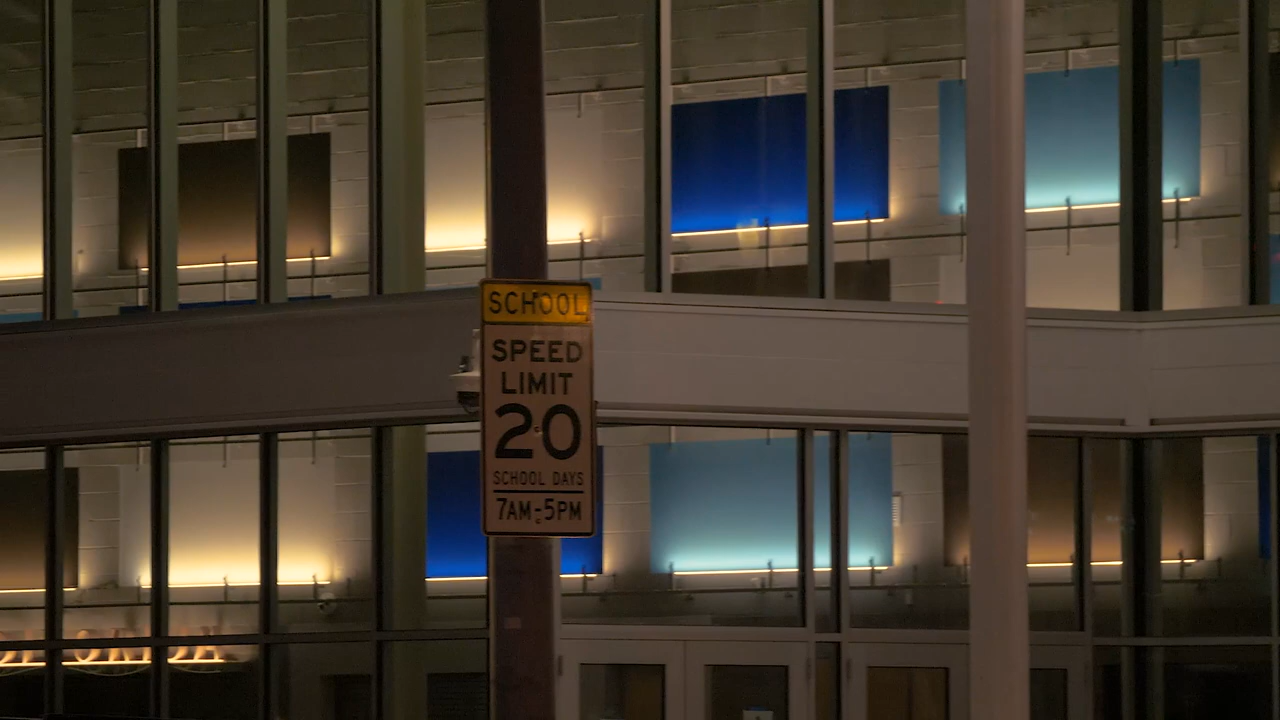 SCHOOL
SPEED
LIMIT
20
SCHOOL DAYS
7AM-5PM